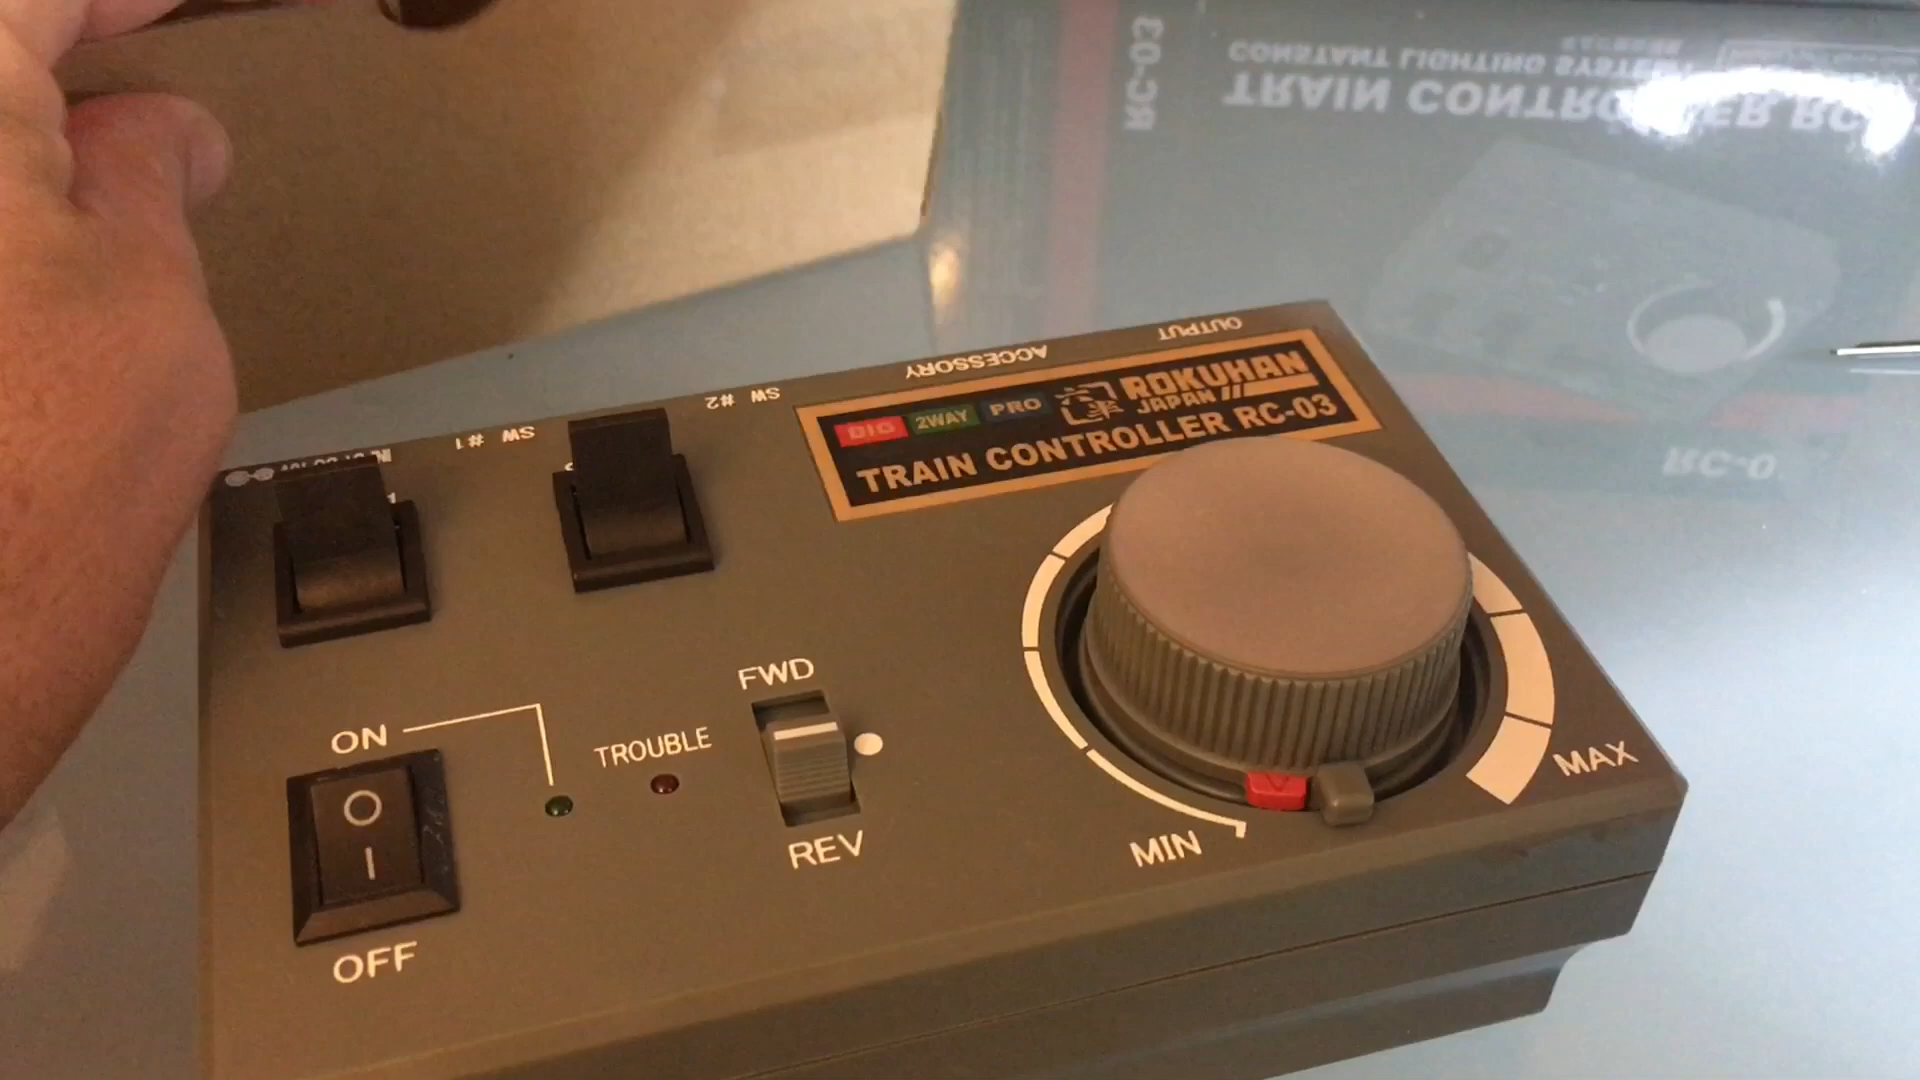 RC-03
CONSTANT LIGHTING SYSTEM
TRAIN CONTROLLER RC
RC-0
OUTPUT
ACCESSORY
SW #2
SW #1
BIG 2WAY PRO ROKUHAN
JAPAN
TRAIN CONTROLLER RC-03
FWD
ON
TROUBLE
REV
MIN
MAX
O
I
OFF